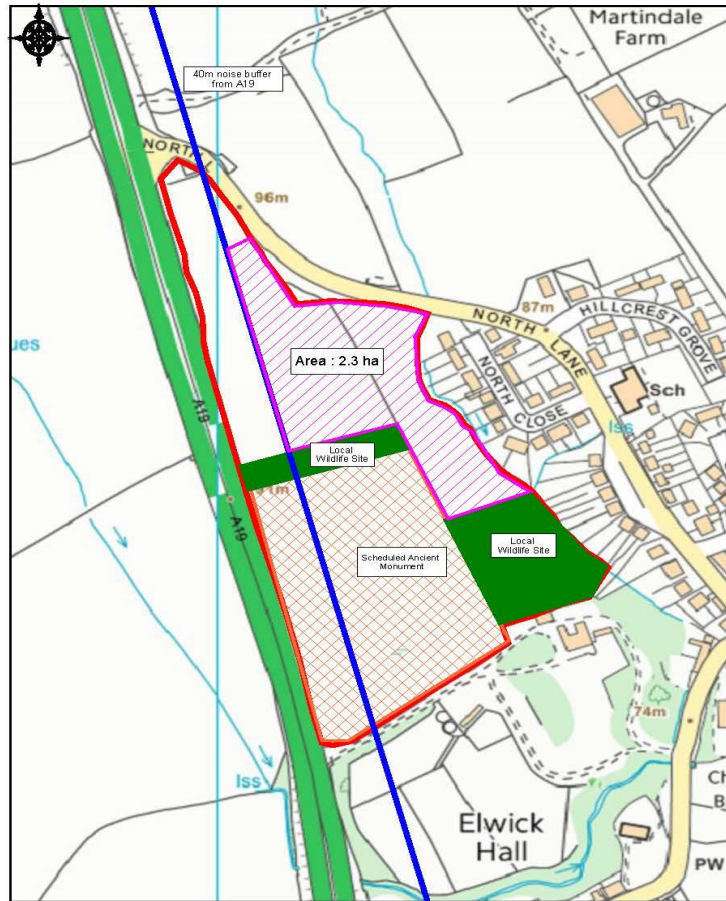 Martindale
Farm
40m noise buffer
from A19
NORTH L
96m
ues
87m
HILLCREST GROVE
NORTH LANE
Area : 2.3 ha
NORTH CLOSE
Sch
A19
Iss
Local
Wildlife Site
A19
Scheduled Ancient
Monument
Local
Wildlife Site
74m
Iss
Elwick
Hall
Ch
B
PW